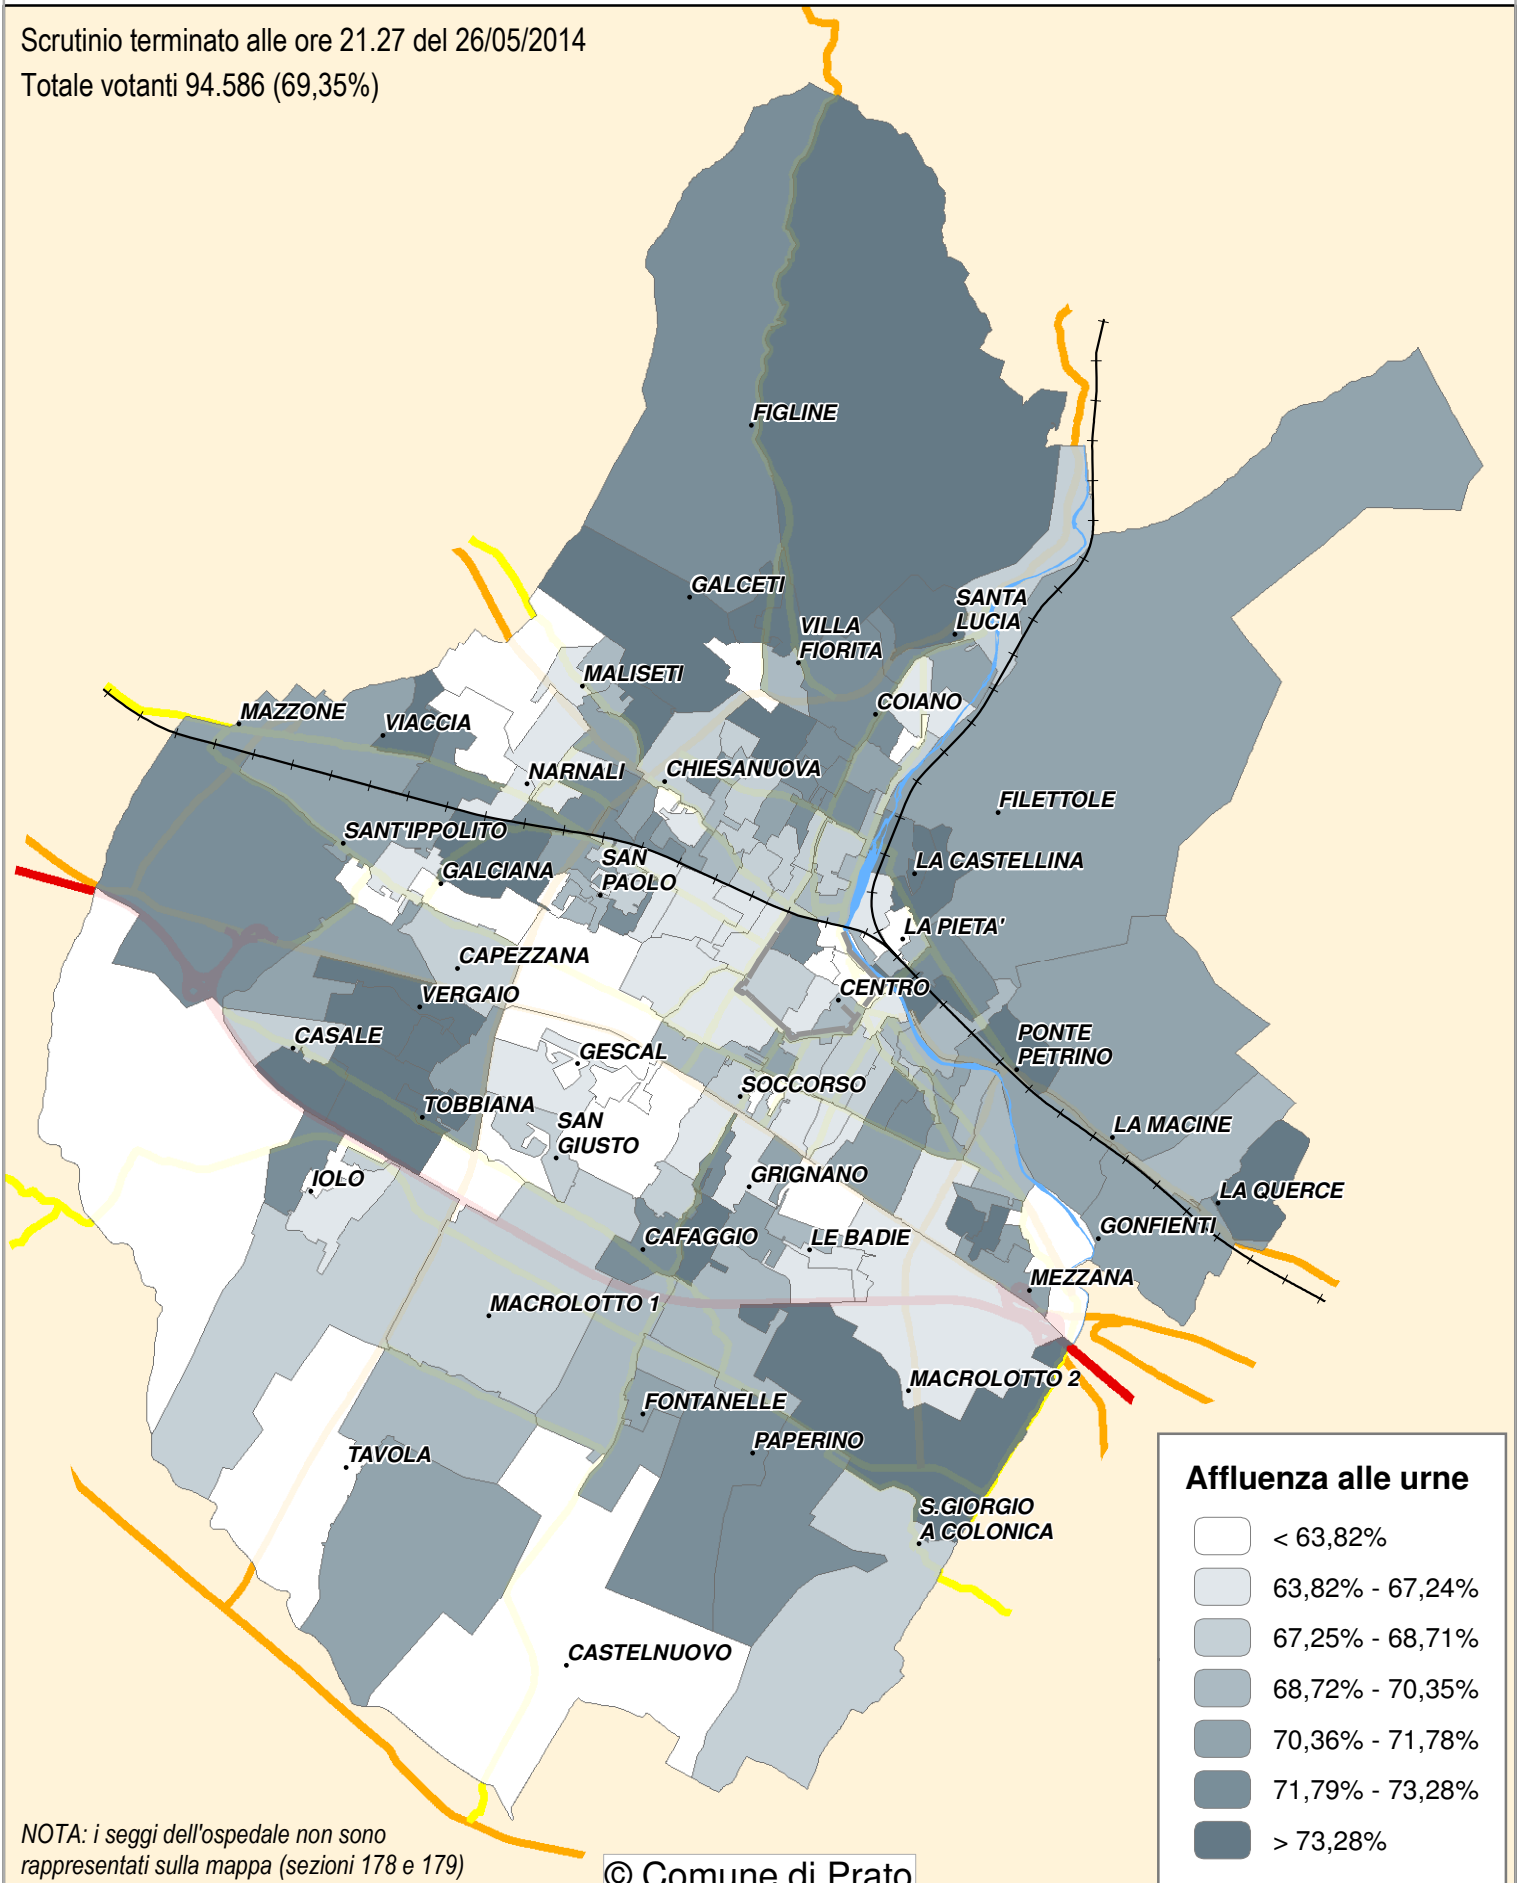 Scrutinio terminato alle ore 21.27 del 26/05/2014
Totale votanti 94.586 (69,35%)
FIGLINE
GALCETI
SANTA
LUCIA
VILLA
FIORITA
MALISETI
COIANO
MAZZONE
VIACCIA
NARNALI
CHIESANUOVA
FILETTOLE
SANT'IPPOLITO
GALCIANA
SAN
PAOLO
LA CASTELLINA
LA PIETA'
CAPEZZANA
VERGAIO
CENTRO
CASALE
GESCAL
PONTE
PETRINO
SOCCORSO
TOBBIANA
SAN
GIUSTO
LA MACINE
IOLO
GRIGNANO
LA QUERCE
CAFAGGIO
LE BADIE
GONFIENTI
MEZZANA
MACROLOTTO 1
MACROLOTTO 2
FONTANELLE
PAPERINO
TAVOLA
S.GIORGIO
A COLONICA
CASTELNUOVO
Affluenza alle urne
< 63,82%
63,82% - 67,24%
67,25% - 68,71%
68,72% - 70,35%
70,36% - 71,78%
71,79% - 73,28%
> 73,28%
NOTA: i seggi dell'ospedale non sono
rappresentati sulla mappa (sezioni 178 e 179)
© Comune di Prato